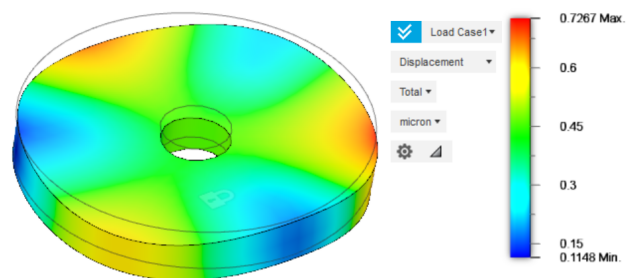 Load Case1
Displacement
Total
micron
0.7267 Max.
0.6
0.45
0.3
0.15
0.1148 Min.